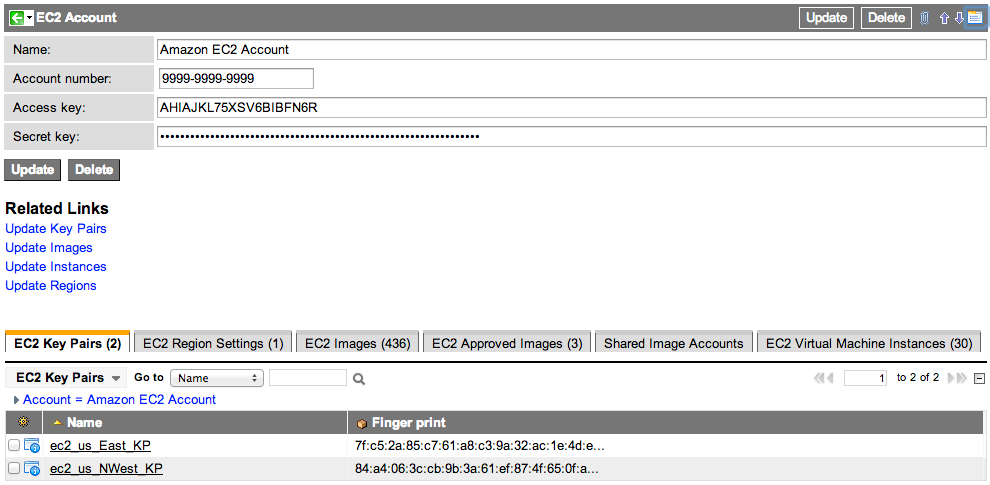 EC2 Account Update Delete
Name: Amazon EC2 Account
Account number: 9999-9999-9999
Access key: AHIAJKL75XSV6BIBFN6R
Secret key: ••••••••••••••••••••••••••••••••••••••••••••••••••••••••••••••••
Update Delete
Related Links
Update Key Pairs
Update Images
Update Instances
Update Regions
EC2 Key Pairs (2) EC2 Region Settings (1) EC2 Images (436) EC2 Approved Images (3) Shared Image Accounts EC2 Virtual Machine Instances (30)
EC2 Key Pairs Go to Name 1 to 2 of 2
Account = Amazon EC2 Account
Name Finger print
ec2_us_East_KP 7f:c5:2a:85:c7:61:a8:c3:9a:32:ac:1e:4d:e...
ec2_us_NWest_KP 84:a4:06:3c:cb:9b:3a:61:ef:87:4f:65:0f:a...